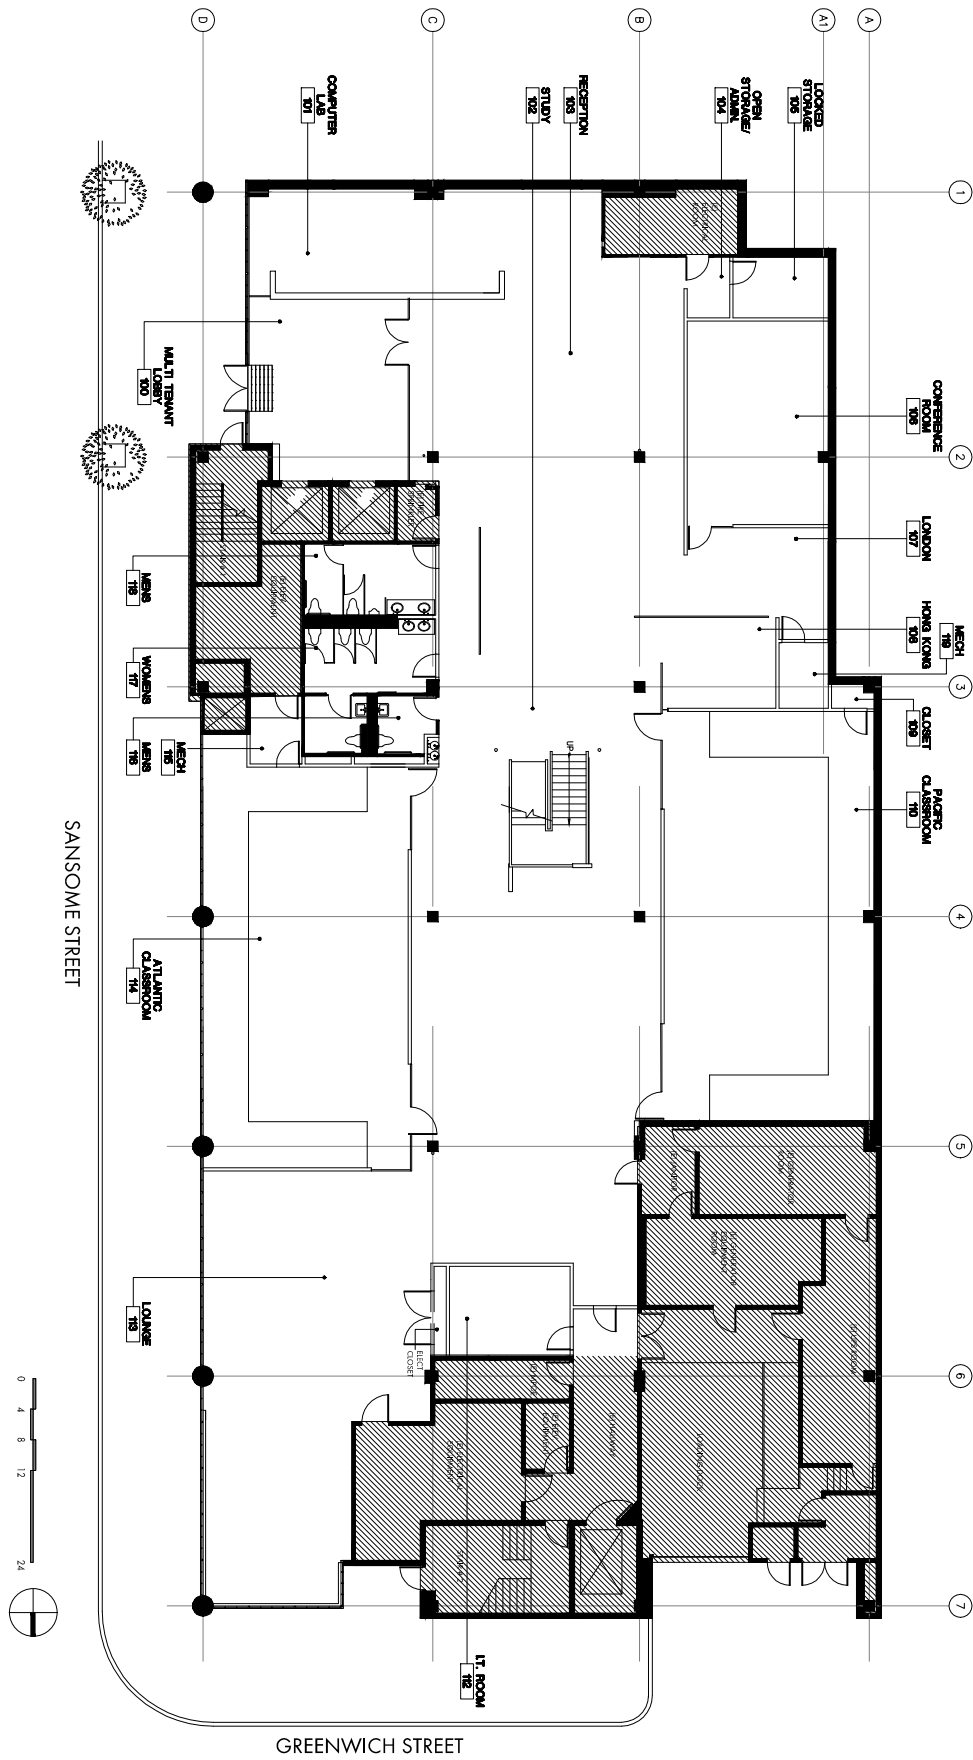 D
C
B
A1
A
1
2
3
4
5
6
7
COMPUTER
LAB
101
STUDY
102
RECEPTION
103
OPEN
STORAGE/
ADMIN.
104
LOCKED
STORAGE
105
MULTI TENANT
LOBBY
100
CONFERENCE
ROOM
106
LONDON
107
HONG KONG
108
MECH
119
CLOSET
109
PACIFIC
CLASSROOM
110
MENS
118
WOMENS
117
MENS
116
MECH
115
UP
ATLANTIC
CLASSROOM
114
LOUNGE
113
ELECT
CLOSET
I.T. ROOM
112
LOADING DOCK
SANSOME STREET
GREENWICH STREET
0
4
8
12
24